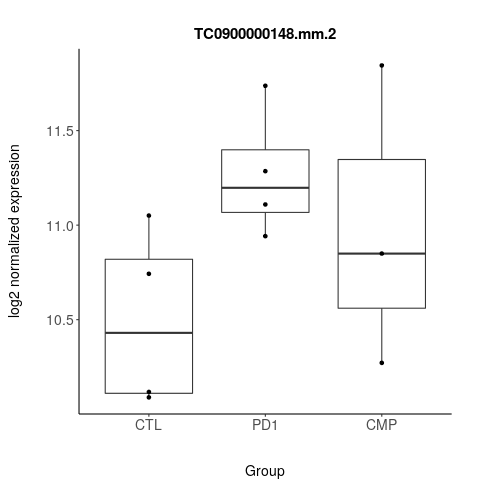 TC0900000148.mm.2
log2 normalized expression
11.5
11.0
10.5
CTL
PD1
CMP
Group